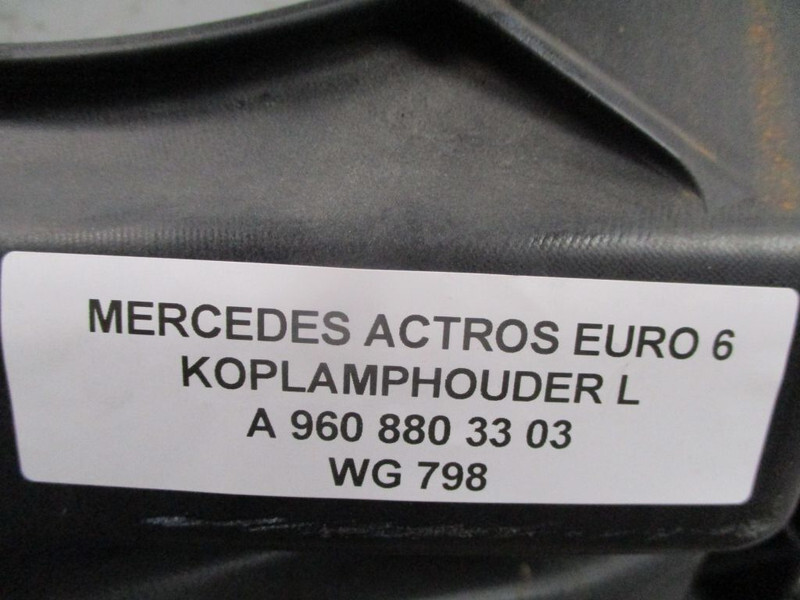 MERCEDES ACTROS EURO 6
KOPLAMPHOUDER L
A 960 880 33 03
WG 798